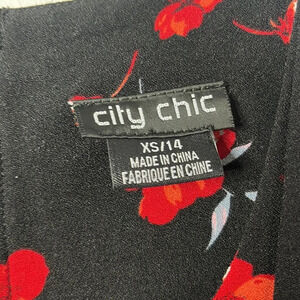 city chic
XS/14
MADE IN CHINA
FABRIQUE EN CHINE